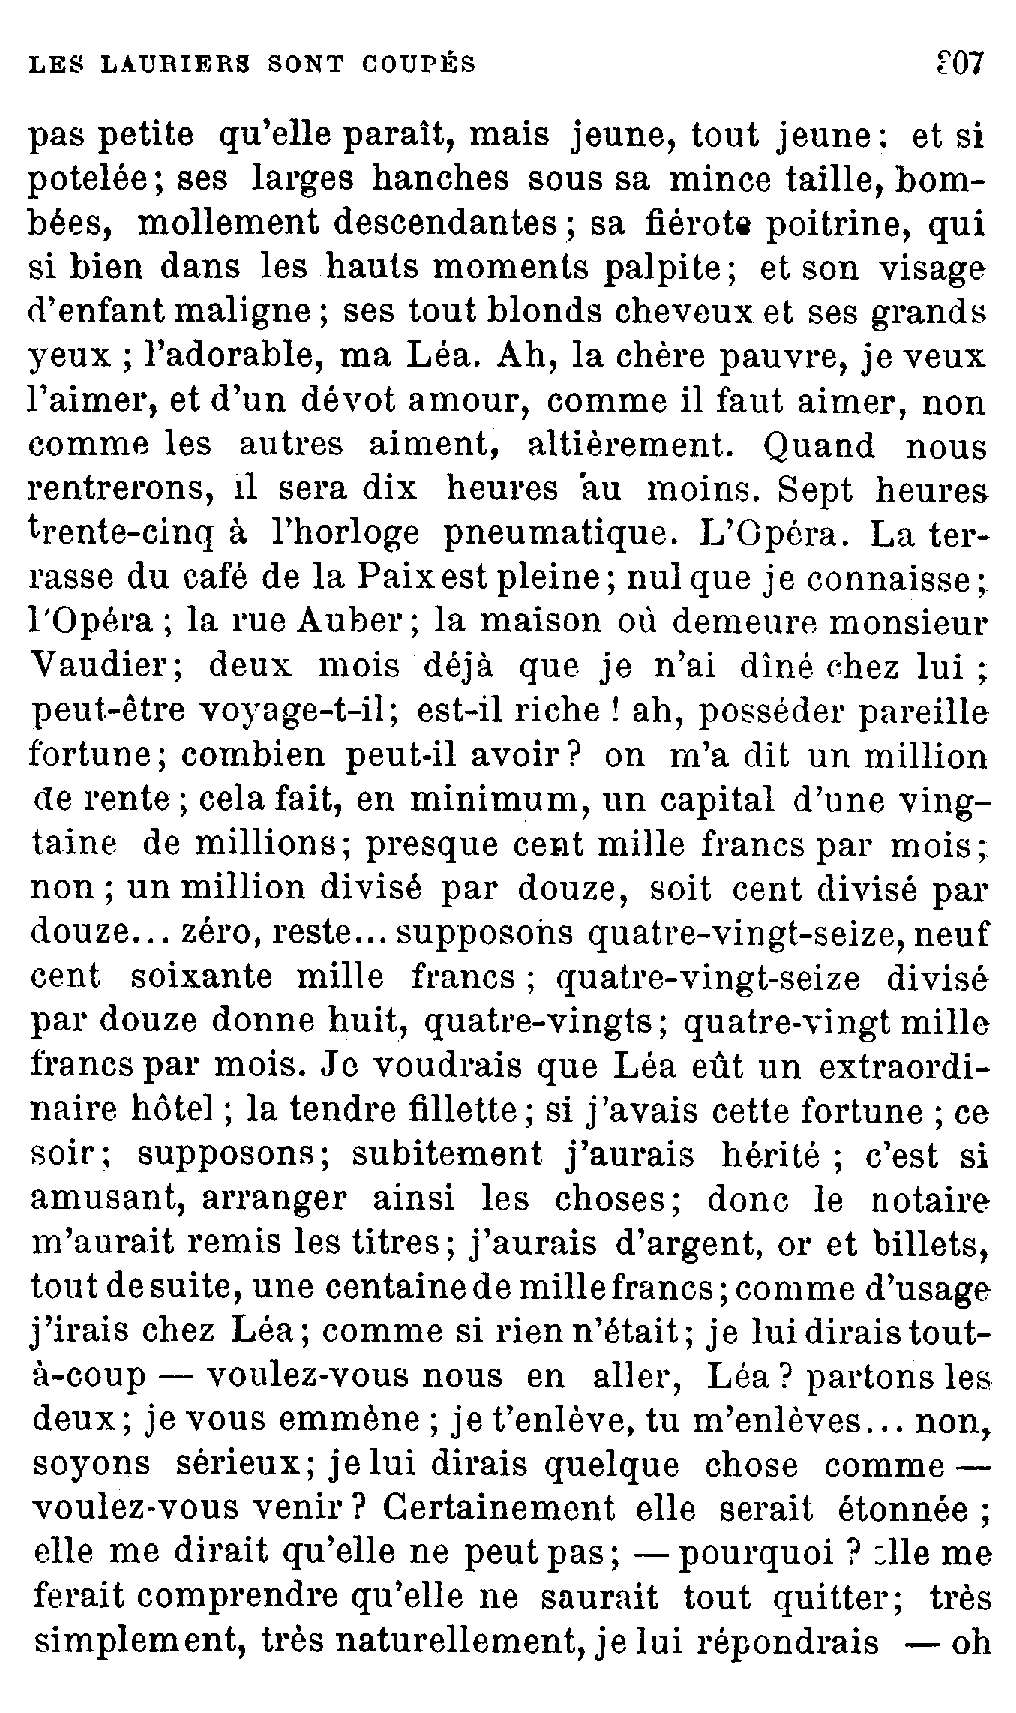 LES LAURIERS SONT COUPÉS 207
pas petite qu'elle paraît, mais jeune, tout jeune; et si
potelée; ses larges hanches sous sa mince taille, bom-
bées, mollement descendantes; sa fiérote poitrine, qui
si bien dans les hauts moments palpite; et son visage
d'enfant maligne; ses tout blonds cheveux et ses grands
yeux; l'adorable, ma Léa. Ah, la chère pauvre, je veux
l'aimer, et d'un dévot amour, comme il faut aimer, non
comme les autres aiment, altièrement. Quand nous
rentrerons, il sera dix heures au moins. Sept heures
trente-cinq à l'horloge pneumatique. L'Opéra. La ter-
rasse du café de la Paix est pleine; nul que je connaisse;
l'Opéra; la rue Auber; la maison où demeure monsieur
Vaudier; deux mois déjà que je n'ai dîné chez lui;
peut-être voyage-t-il; est-il riche! ah, posséder pareille
fortune; combien peut-il avoir? on m'a dit un million
de rente; cela fait, en minimum, un capital d'une ving-
taine de millions; presque cent mille francs par mois;
non; un million divisé par douze, soit cent divisé par
douze... zéro, reste... supposons quatre-vingt-seize, neuf
cent soixante mille francs; quatre-vingt-seize divisé
par douze donne huit, quatre-vingts; quatre-vingt mille
francs par mois. Je voudrais que Léa eût un extraordi-
naire hôtel; la tendre fillette; si j'avais cette fortune; ce
soir; supposons; subitement j'aurais hérité; c'est si
amusant, arranger ainsi les choses; donc le notaire
m'aurait remis les titres; j'aurais d'argent, or et billets,
tout de suite, une centaine de mille francs; comme d'usage
j'irais chez Léa; comme si rien n'était; je lui dirais tout-
à-coup — voulez-vous nous en aller, Léa? partons les
deux; je vous emmène; je t'enlève, tu m'enlèves... non,
soyons sérieux; je lui dirais quelque chose comme —
voulez-vous venir? Certainement elle serait étonnée;
elle me dirait qu'elle ne peut pas; — pourquoi? elle me
ferait comprendre qu'elle ne saurait tout quitter; très
simplement, très naturellement, je lui répondrais — oh